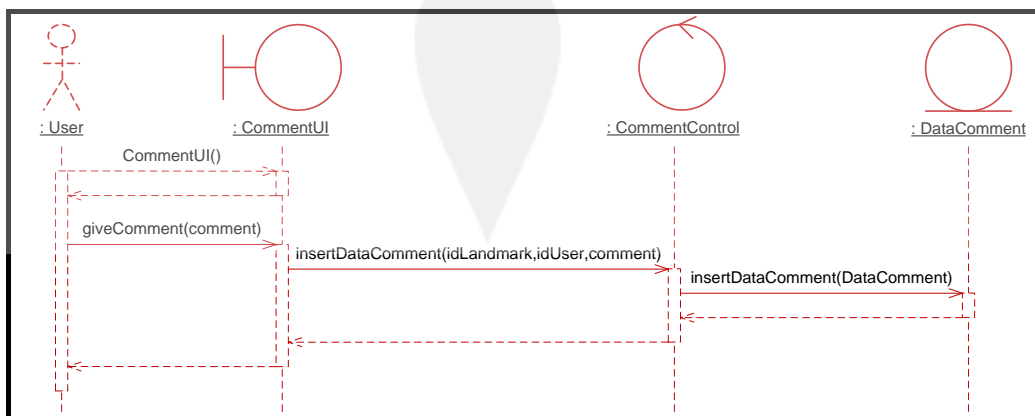 : User
: CommentUI
: CommentControl
: DataComment
CommentUI()
giveComment(comment)
insertDataComment(idLandmark,idUser,comment)
insertDataComment(DataComment)